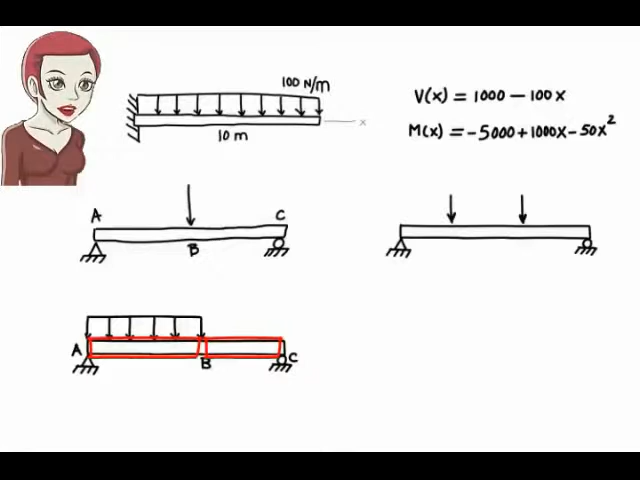 100 N/m
V(x) = 1000 − 100x
x
M(x) = −5000 + 1000x − 50x²
10 m
A
C
B
A
B
C